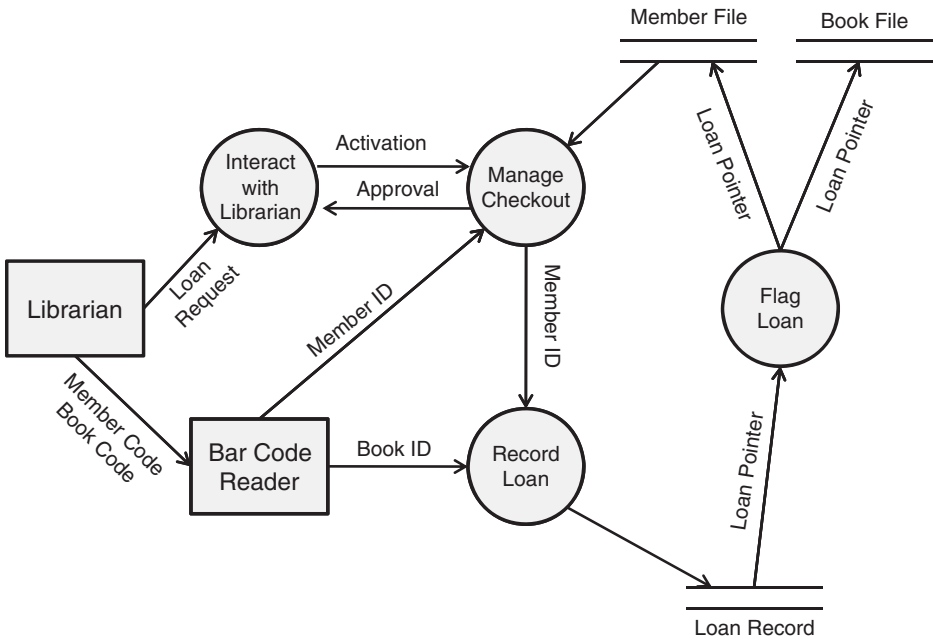 Member File
Book File
Activation
Interact
with
Librarian
Approval
Manage
Checkout
Loan Pointer
Loan Pointer
Librarian
Loan
Request
Member ID
Member ID
Flag
Loan
Member Code
Book Code
Bar Code
Reader
Book ID
Record
Loan
Loan Pointer
Loan Record